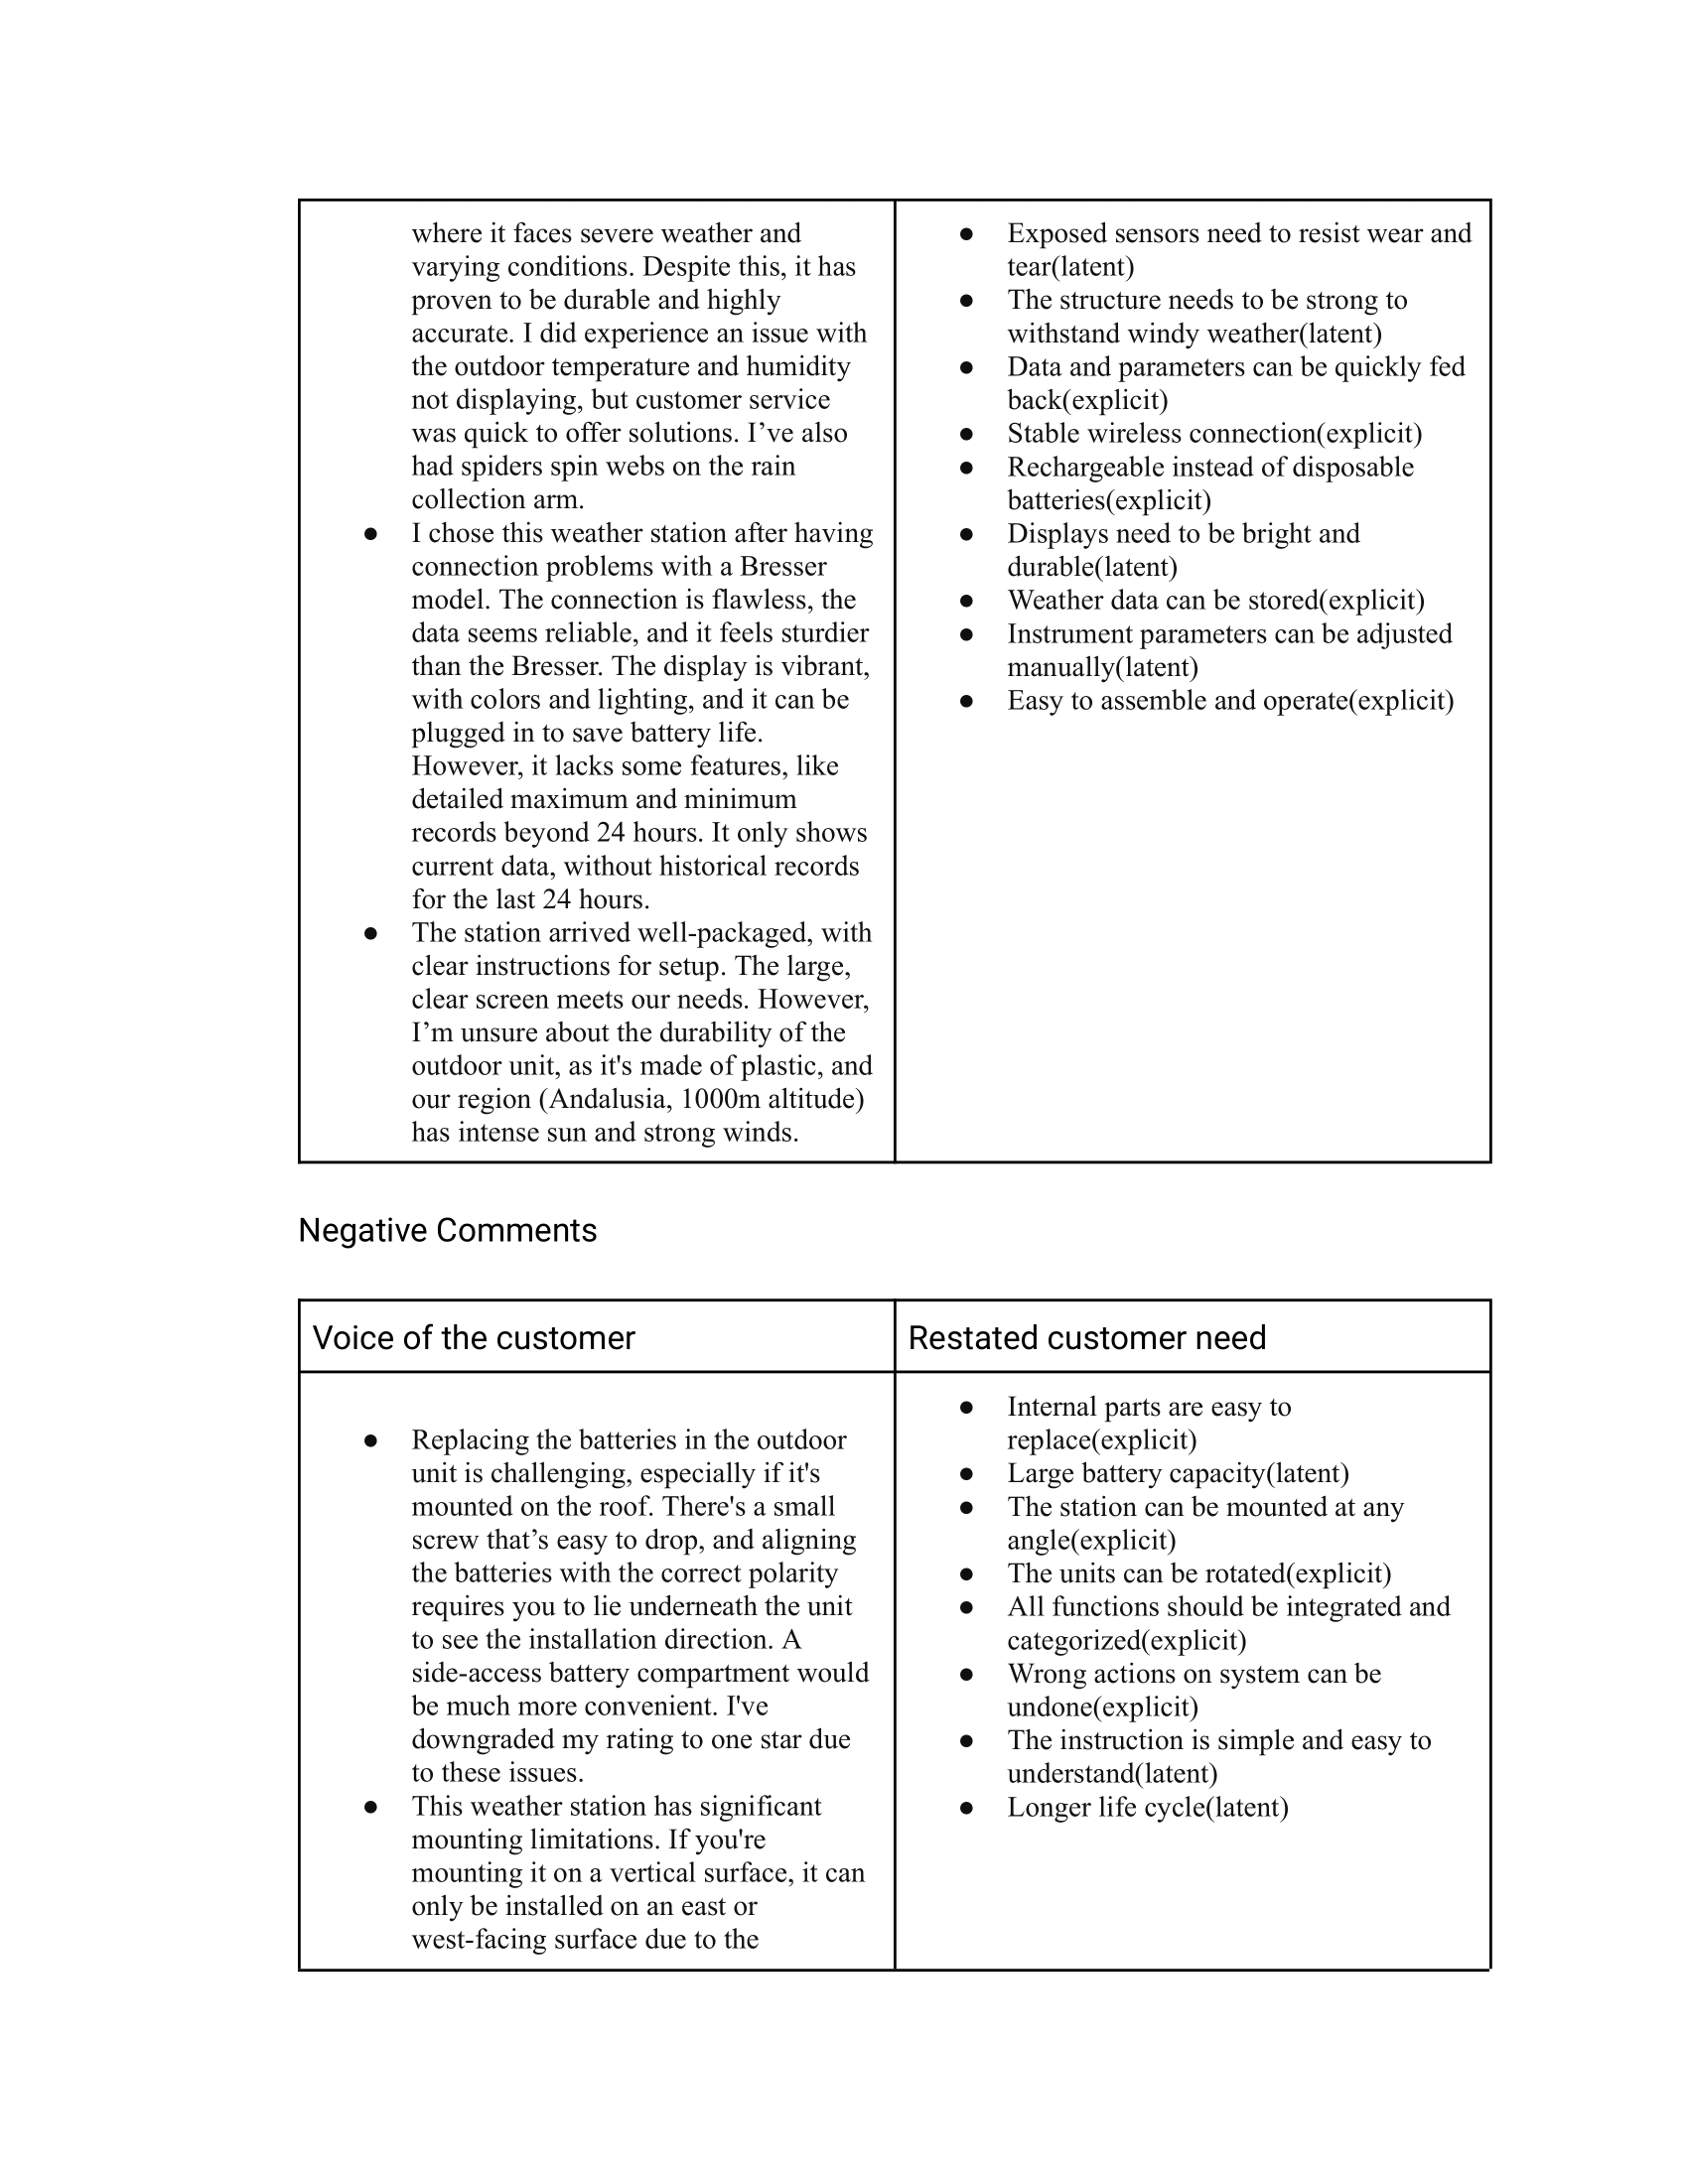 where it faces severe weather and
varying conditions. Despite this, it has
proven to be durable and highly
accurate. I did experience an issue with
the outdoor temperature and humidity
not displaying, but customer service
was quick to offer solutions. I’ve also
had spiders spin webs on the rain
collection arm.
● I chose this weather station after having
connection problems with a Bresser
model. The connection is flawless, the
data seems reliable, and it feels sturdier
than the Bresser. The display is vibrant,
with colors and lighting, and it can be
plugged in to save battery life.
However, it lacks some features, like
detailed maximum and minimum
records beyond 24 hours. It only shows
current data, without historical records
for the last 24 hours.
● The station arrived well-packaged, with
clear instructions for setup. The large,
clear screen meets our needs. However,
I’m unsure about the durability of the
outdoor unit, as it's made of plastic, and
our region (Andalusia, 1000m altitude)
has intense sun and strong winds.
● Exposed sensors need to resist wear and
tear(latent)
● The structure needs to be strong to
withstand windy weather(latent)
● Data and parameters can be quickly fed
back(explicit)
● Stable wireless connection(explicit)
● Rechargeable instead of disposable
batteries(explicit)
● Displays need to be bright and
durable(latent)
● Weather data can be stored(explicit)
● Instrument parameters can be adjusted
manually(latent)
● Easy to assemble and operate(explicit)
Negative Comments
Voice of the customer
Restated customer need
● Replacing the batteries in the outdoor
unit is challenging, especially if it's
mounted on the roof. There's a small
screw that’s easy to drop, and aligning
the batteries with the correct polarity
requires you to lie underneath the unit
to see the installation direction. A
side-access battery compartment would
be much more convenient. I've
downgraded my rating to one star due
to these issues.
● This weather station has significant
mounting limitations. If you're
mounting it on a vertical surface, it can
only be installed on an east or
west-facing surface due to the
● Internal parts are easy to
replace(explicit)
● Large battery capacity(latent)
● The station can be mounted at any
angle(explicit)
● The units can be rotated(explicit)
● All functions should be integrated and
categorized(explicit)
● Wrong actions on system can be
undone(explicit)
● The instruction is simple and easy to
understand(latent)
● Longer life cycle(latent)